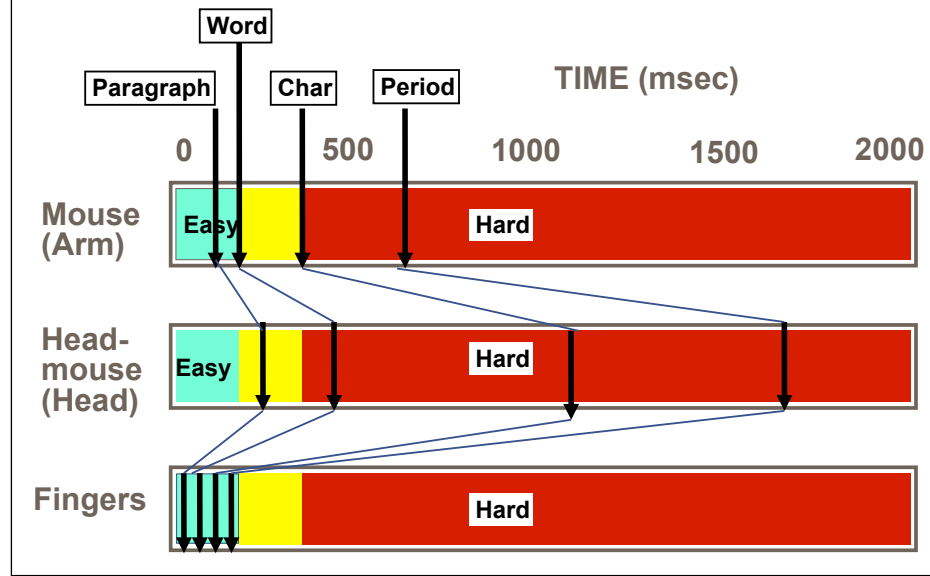 Word
Paragraph
Char
Period
TIME (msec)
0
500
1000
1500
2000
Mouse
(Arm)
Easy
Hard
Head-
mouse
(Head)
Easy
Hard
Fingers
Hard